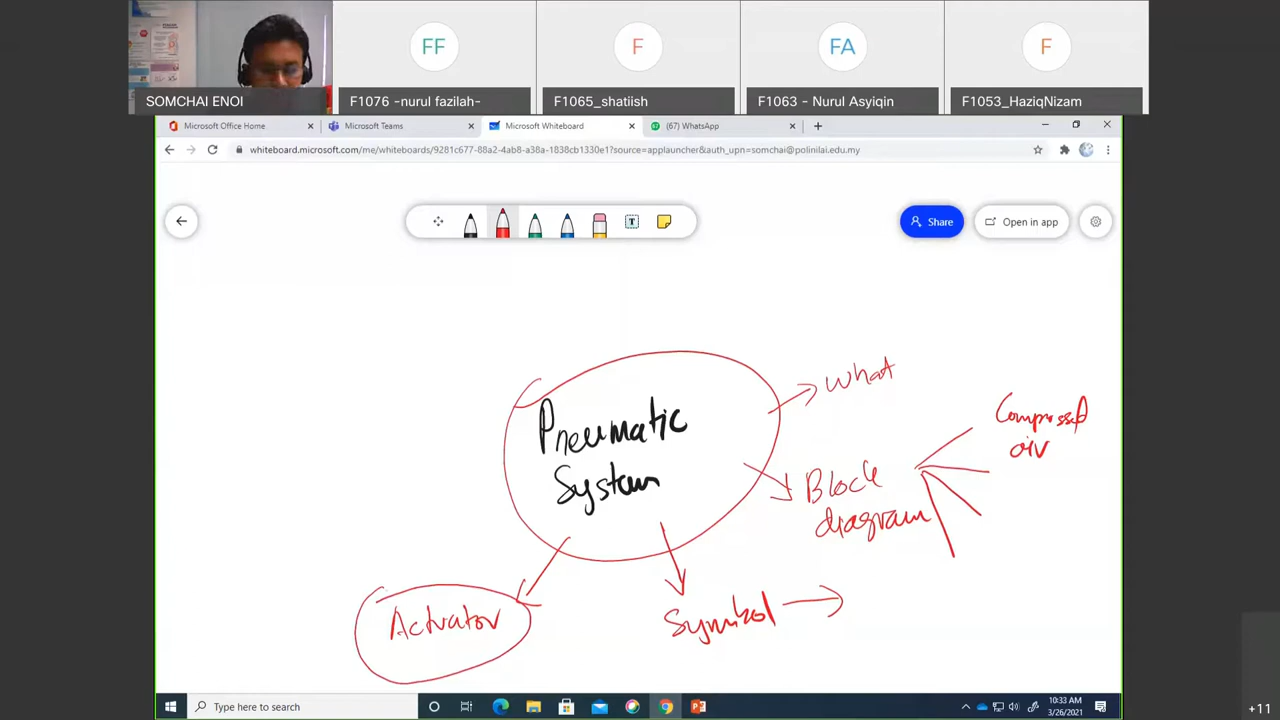 FF
F
FA
F
SOMCHAI ENOI
F1076 -nurul fazilah-
F1065_shatiish
F1063 - Nurul Asyiqin
F1053_HaziqNizam
Microsoft Office Home
Microsoft Teams
Microsoft Whiteboard
(67) WhatsApp
whiteboard.microsoft.com/me/whiteboards/9281c677-88a2-4ab8-a38a-1838cb1330e1?source=applauncher&auth_upn=somchai@polinilai.edu.my
T
Share
Open in app
What
Pneumatic
System
Compressed
air
Block
diagram
Actuator
Symbol
Type here to search
10:33 AM
3/26/2021
+11